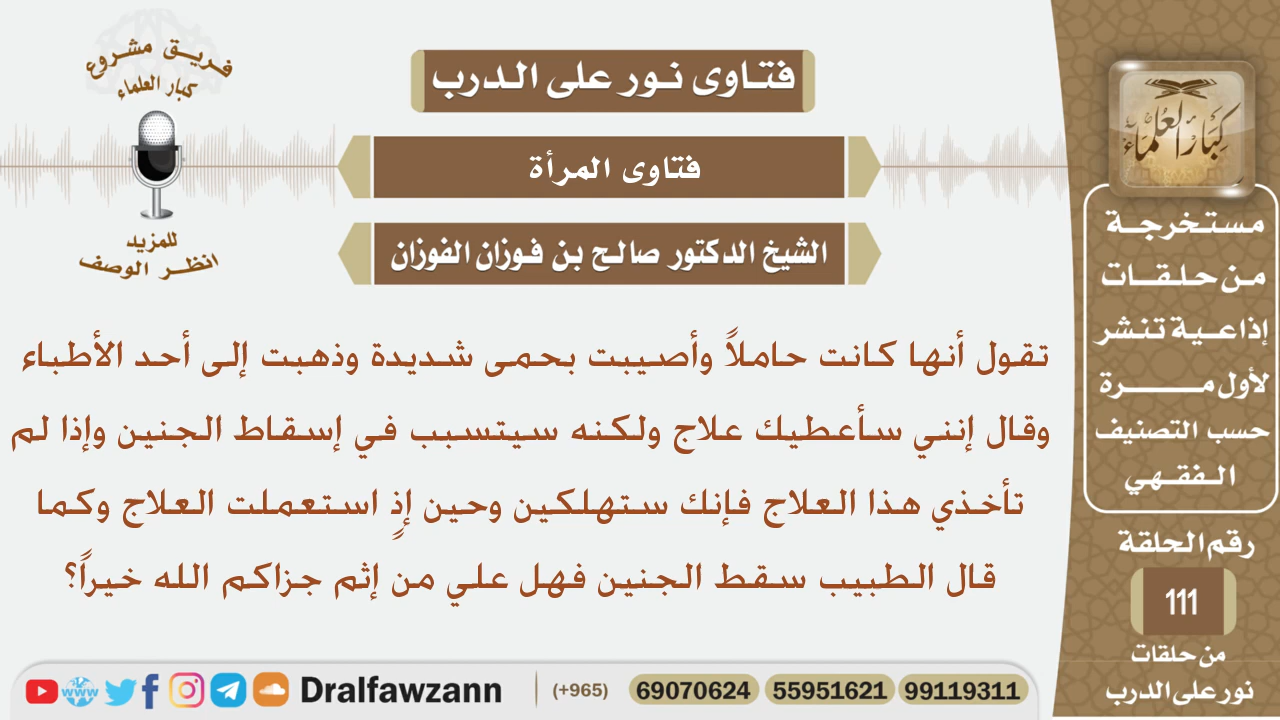 فريق مشروع
كبار العلماء
فتاوى نور على الدرب
فتاوى المرأة
الشيخ الدكتور صالح بن فوزان الفوزان
للمزيد
انظر الوصف
تقول أنها كانت حاملاً وأصيبت بحمى شديدة وذهبت إلى أحد الأطباء
وقال إنني سأعطيك علاج ولكنه سيتسبب في إسقاط الجنين وإذا لم
تأخذي هذا العلاج فإنك ستهلكين وحين إذٍ استعملت العلاج وكما
قال الطبيب سقط الجنين فهل علي من إثم جزاكم الله خيراً؟
كبار العلماء
مستخرجة
من حلقات
إذاعية تنشر
لأول مرة
حسب التصنيف
الفقهي
رقم الحلقة
111
من حلقات
نور على الدرب
www
Dralfawzann
(+965)
69070624
55951621
99119311